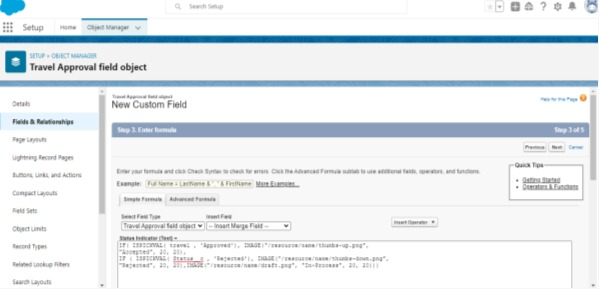 Search Setup
Setup
Home
Object Manager
SETUP > OBJECT MANAGER
Travel Approval field object
Details
Fields & Relationships
Page Layouts
Lightning Record Pages
Buttons, Links, and Actions
Compact Layouts
Field Sets
Object Limits
Record Types
Related Lookup Filters
Search Layouts
Travel Approval field object
New Custom Field
Help for this Page
Step 3. Enter formula
Step 3 of 5
Previous Next Cancel
Enter your formula and click Check Syntax to check for errors. Click the Advanced Formula subtab to use additional fields, operators, and functions.
Example: Full Name = LastName & ", " & FirstName More Examples...
Quick Tips
Getting Started
Operators & Functions
Simple Formula Advanced Formula
Select Field Type Insert Field
Travel Approval field object -- Insert Merge Field --
Insert Operator
Status Indicator (Text) =
IF( ISPICKVAL( travel , 'Approved'), IMAGE("/resource/name/thumbs-up.png",
"Accepted", 20, 20),
IF ( ISPICKVAL( Status__c , 'Rejected'), IMAGE("/resource/name/thumbs-down.png",
"Rejected", 20, 20),IMAGE("/resource/name/draft.png", "In-Process", 20, 20)))